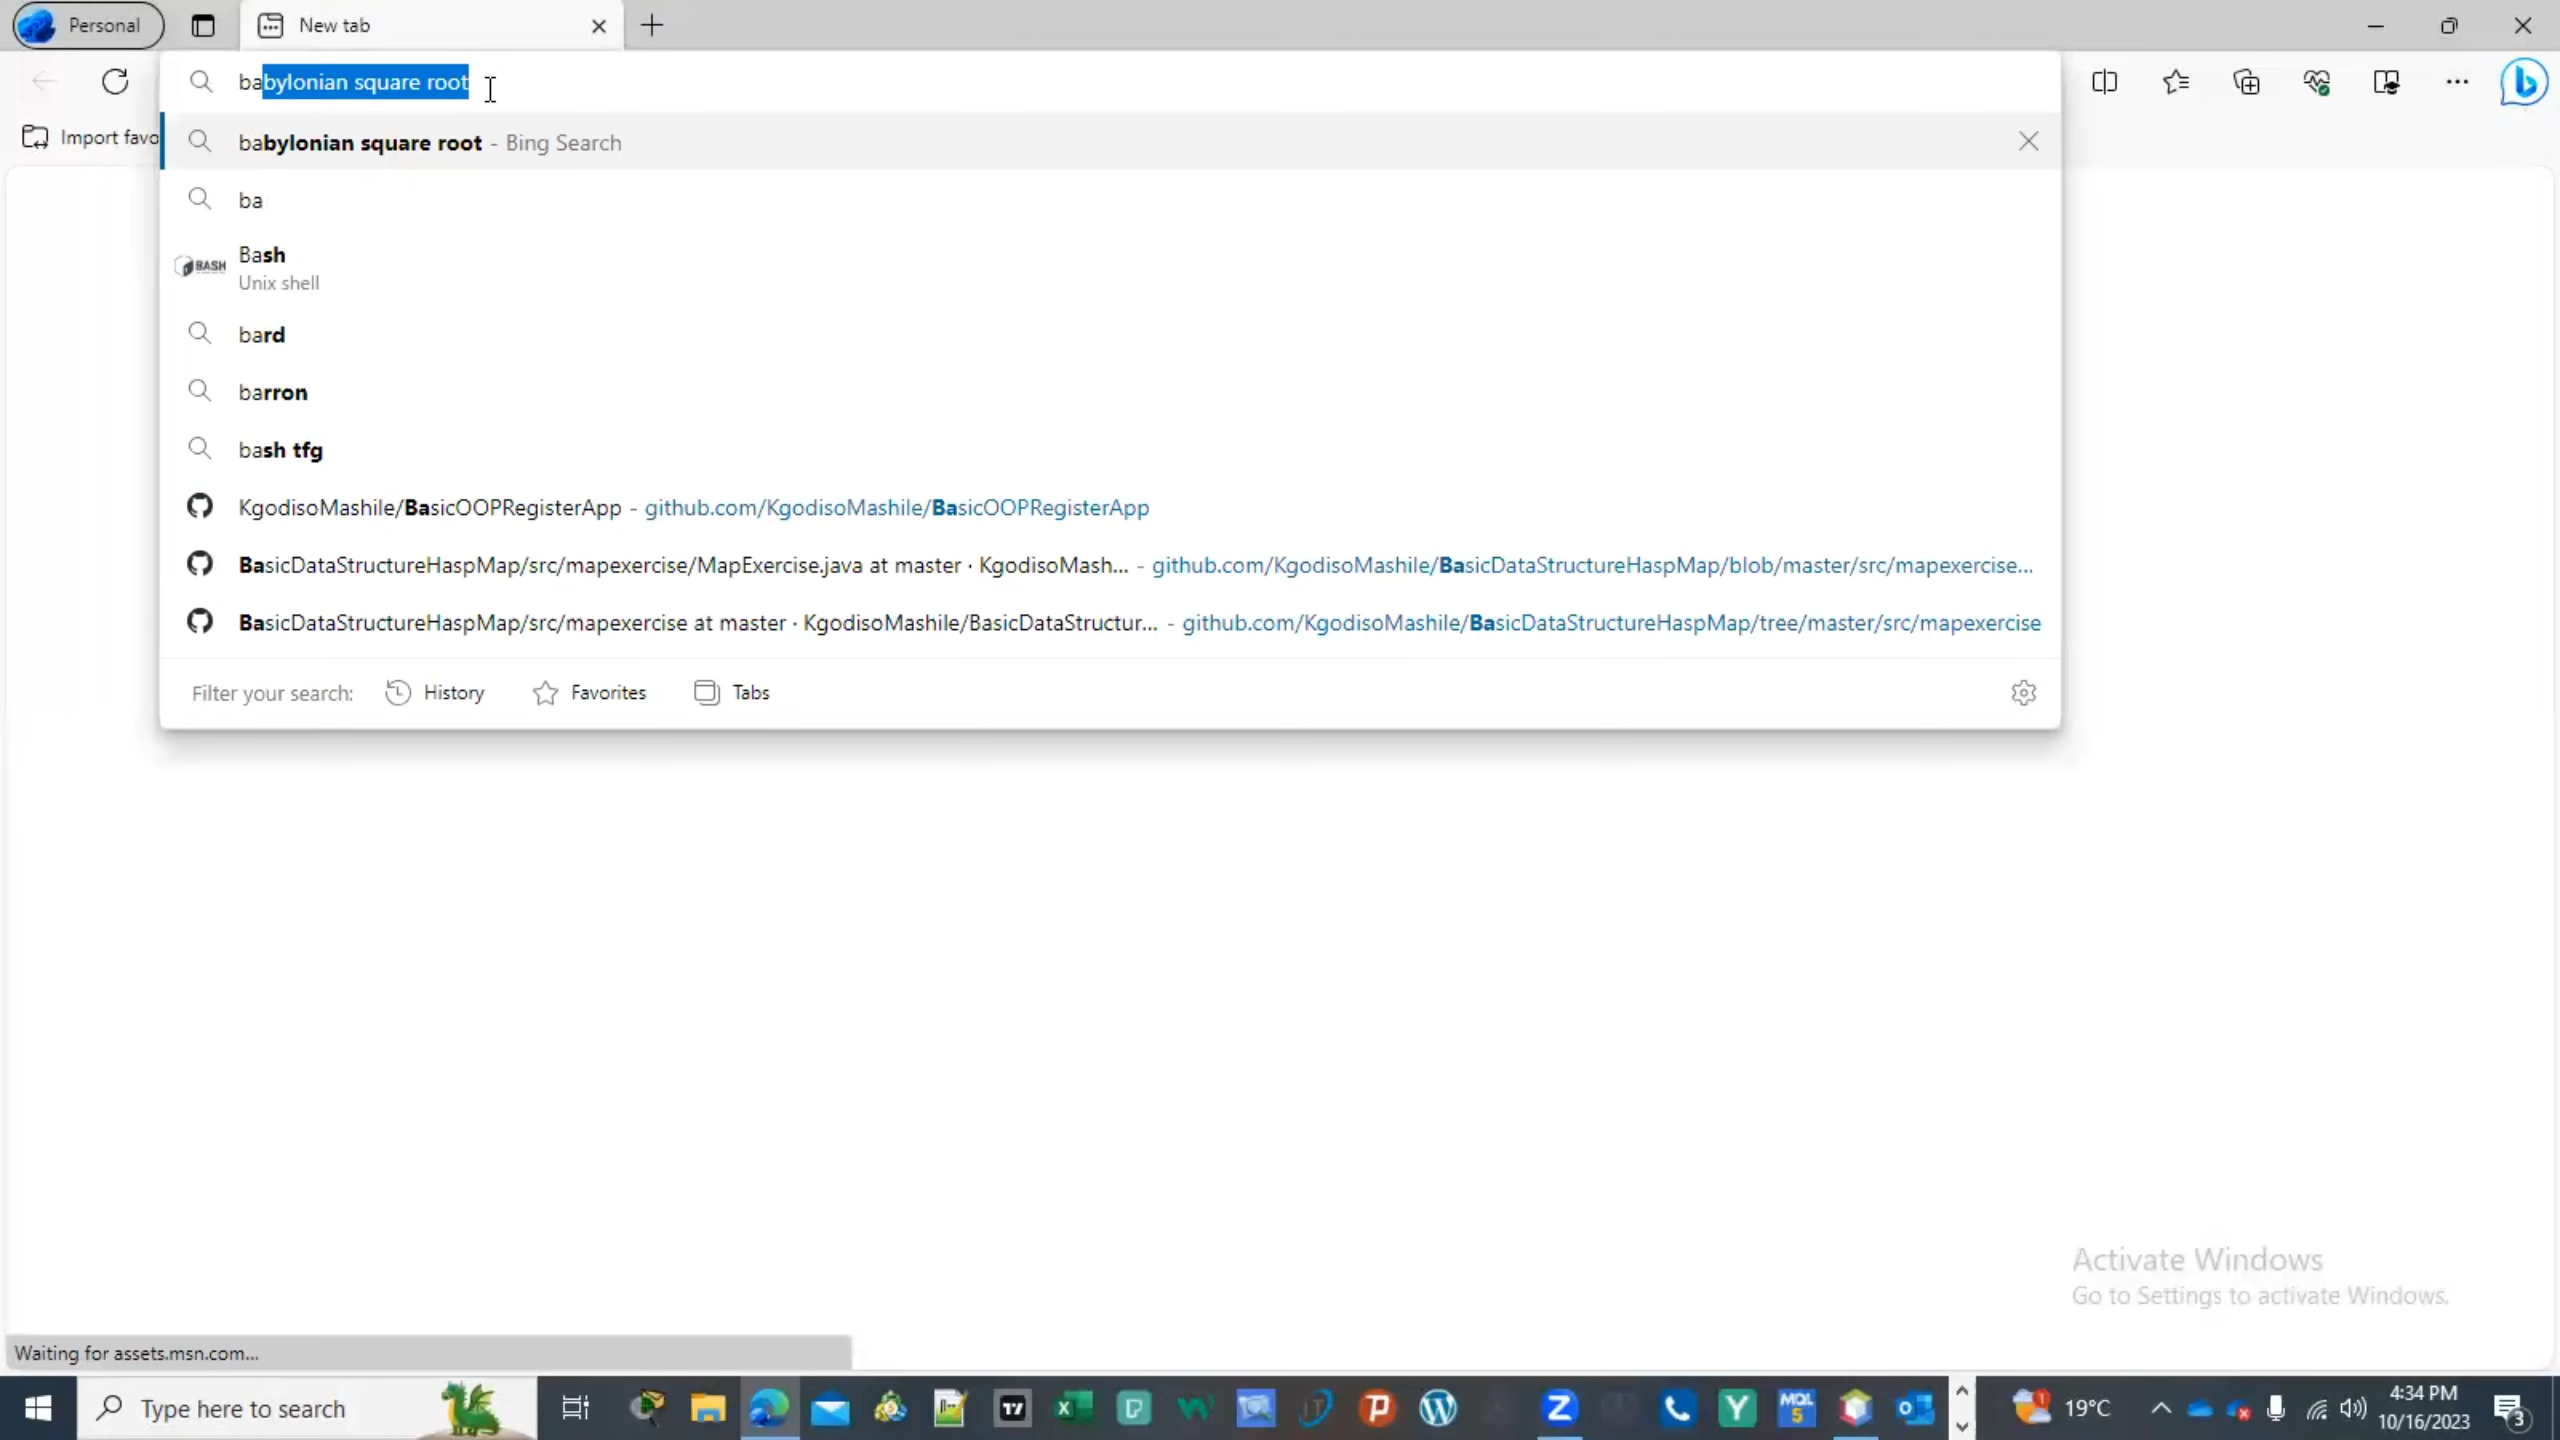 Personal
New tab
babylonian square root
Import favo
babylonian square root - Bing Search
ba
BASH
Bash
Unix shell
bard
barron
bash tfg
KgodisoMashile/BasicOOPRegisterApp - github.com/KgodisoMashile/BasicOOPRegisterApp
BasicDataStructureHaspMap/src/mapexercise/MapExercise.java at master · KgodisoMash... - github.com/KgodisoMashile/BasicDataStructureHaspMap/blob/master/src/mapexercise...
BasicDataStructureHaspMap/src/mapexercise at master · KgodisoMashile/BasicDataStructur... - github.com/KgodisoMashile/BasicDataStructureHaspMap/tree/master/src/mapexercise
Filter your search: History Favorites Tabs
Activate Windows
Go to Settings to activate Windows.
Waiting for assets.msn.com...
Type here to search
MQL
5
19°C
4:34 PM
10/16/2023
3